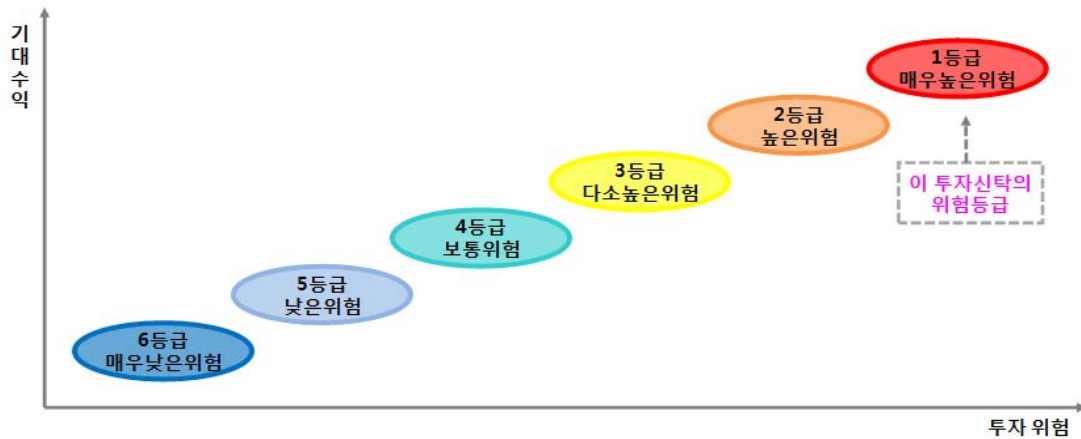 기대수익
1등급
매우높은위험
2등급
높은위험
이 투자신탁의
위험등급
3등급
다소높은위험
4등급
보통위험
5등급
낮은위험
6등급
매우낮은위험
투자 위험